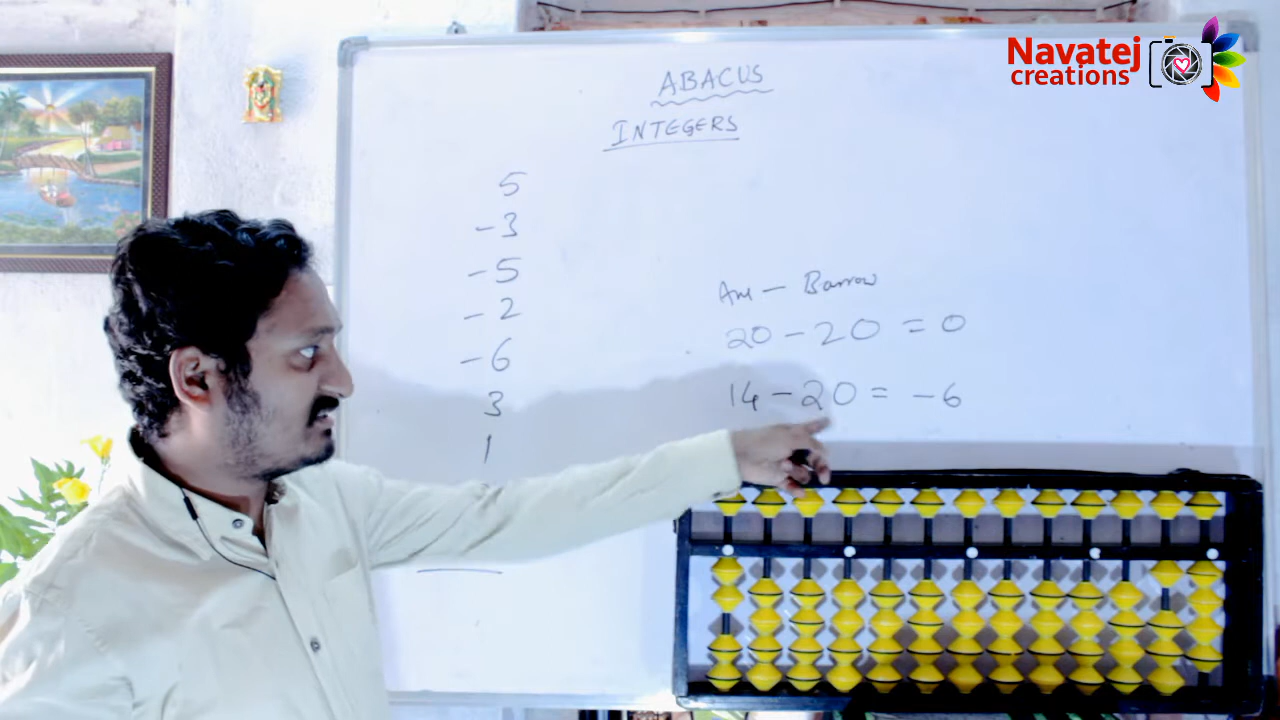 Navatej
creations
ABACUS
INTEGERS
5
-3
-5
-2
-6
3
1
Ans - Barrow
20 - 20 = 0
14 - 20 = -6